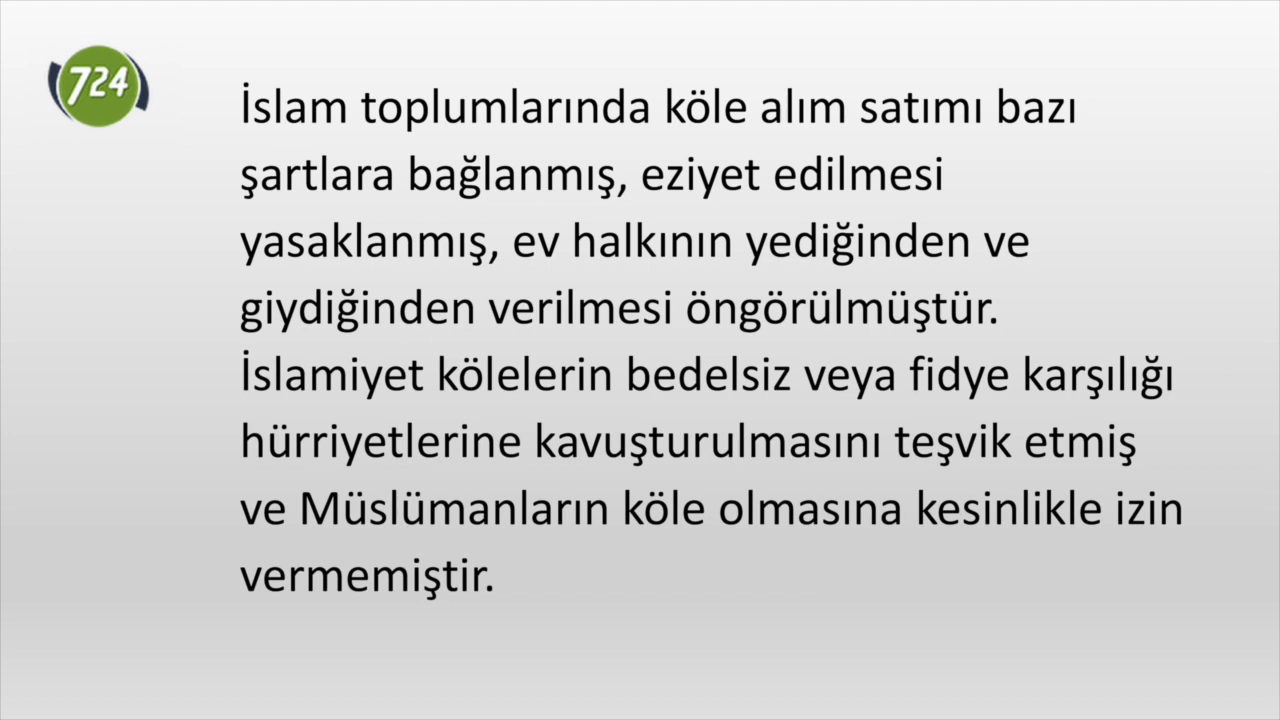 724
İslam toplumlarında köle alım satımı bazı
şartlara bağlanmış, eziyet edilmesi
yasaklanmış, ev halkının yediğinden ve
giydiğinden verilmesi öngörülmüştür.
İslamiyet kölelerin bedelsiz veya fidye karşılığı
hürriyetlerine kavuşturulmasını teşvik etmiş
ve Müslümanların köle olmasına kesinlikle izin
vermemiştir.